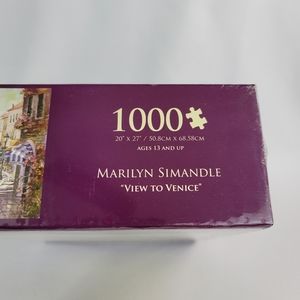 1000
20" X 27" / 50.8CM X 68.58CM
AGES 13 AND UP
MARILYN SIMANDLE
"VIEW TO VENICE"